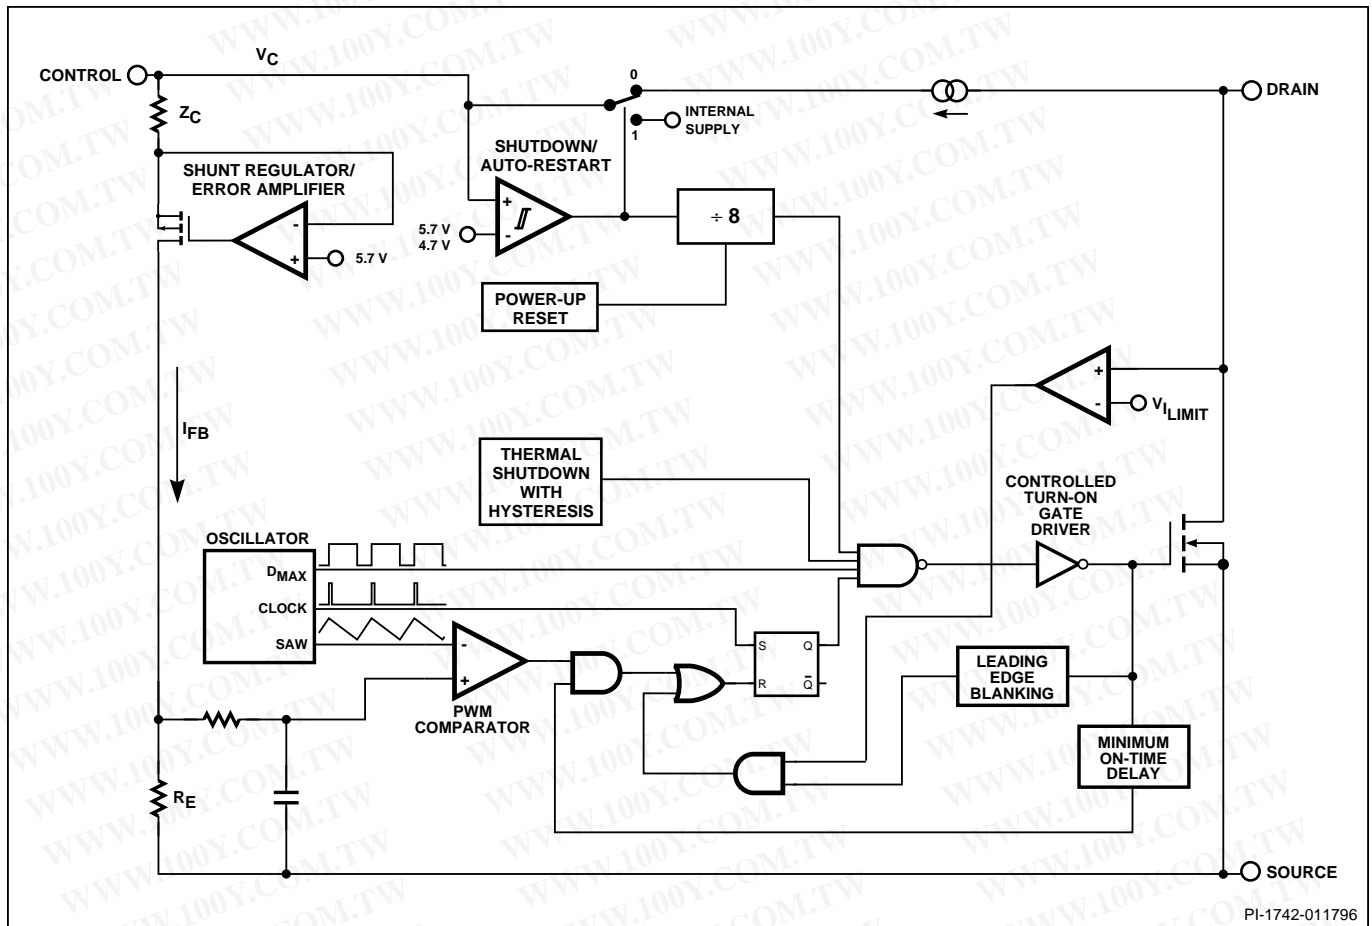 V_C
CONTROL
0
DRAIN
Z_C
INTERNAL
SUPPLY
1
SHUTDOWN/
AUTO-RESTART
SHUNT REGULATOR/
ERROR AMPLIFIER
+
-
÷ 8
-
+
5.7 V
5.7 V
4.7 V
POWER-UP
RESET
+
-
V_I_LIMIT
I_FB
THERMAL
SHUTDOWN
WITH
HYSTERESIS
CONTROLLED
TURN-ON
GATE
DRIVER
OSCILLATOR
D_MAX
CLOCK
SAW
-
+
PWM
COMPARATOR
S Q
R Q̅
LEADING
EDGE
BLANKING
MINIMUM
ON-TIME
DELAY
R_E
SOURCE
PI-1742-011796
WWW.100Y.COM.TW